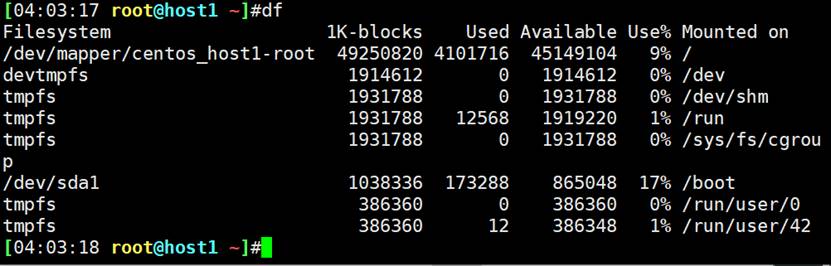 [04:03:17 root@host1 ~]#df
Filesystem                   1K-blocks    Used Available Use% Mounted on
/dev/mapper/centos_host1-root  49250820 4101716  45149104   9% /
devtmpfs                       1914612       0   1914612   0% /dev
tmpfs                          1931788       0   1931788   0% /dev/shm
tmpfs                          1931788   12568   1919220   1% /run
tmpfs                          1931788       0   1931788   0% /sys/fs/cgrou
p
/dev/sda1                      1038336  173288    865048  17% /boot
tmpfs                           386360       0    386360   0% /run/user/0
tmpfs                           386360      12    386348   1% /run/user/42
[04:03:18 root@host1 ~]#